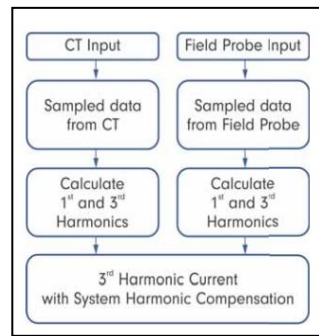 CT Input
Field Probe Input
Sampled data
from CT
Sampled data
from Field Probe
Calculate
1st and 3rd
Harmonics
Calculate
1st and 3rd
Harmonics
3rd Harmonic Current
with System Harmonic Compensation